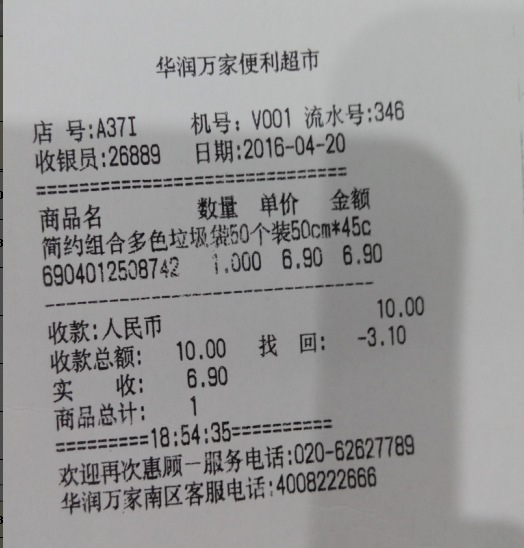 华润万家便利超市
店 号:A37I 机号: V001 流水号:346
收银员:26889 日期:2016-04-20
================================
商品名 数量 单价 金额
简约组合多色垃圾袋50个装50cm*45c
6904012508742 1.000 6.90 6.90
--------------------------------
收款:人民币 10.00
收款总额: 10.00 找 回: -3.10
实 收: 6.90
商品总计: 1
=========18:54:35==========
欢迎再次惠顾一服务电话:020-62627789
华润万家南区客服电话:4008222666